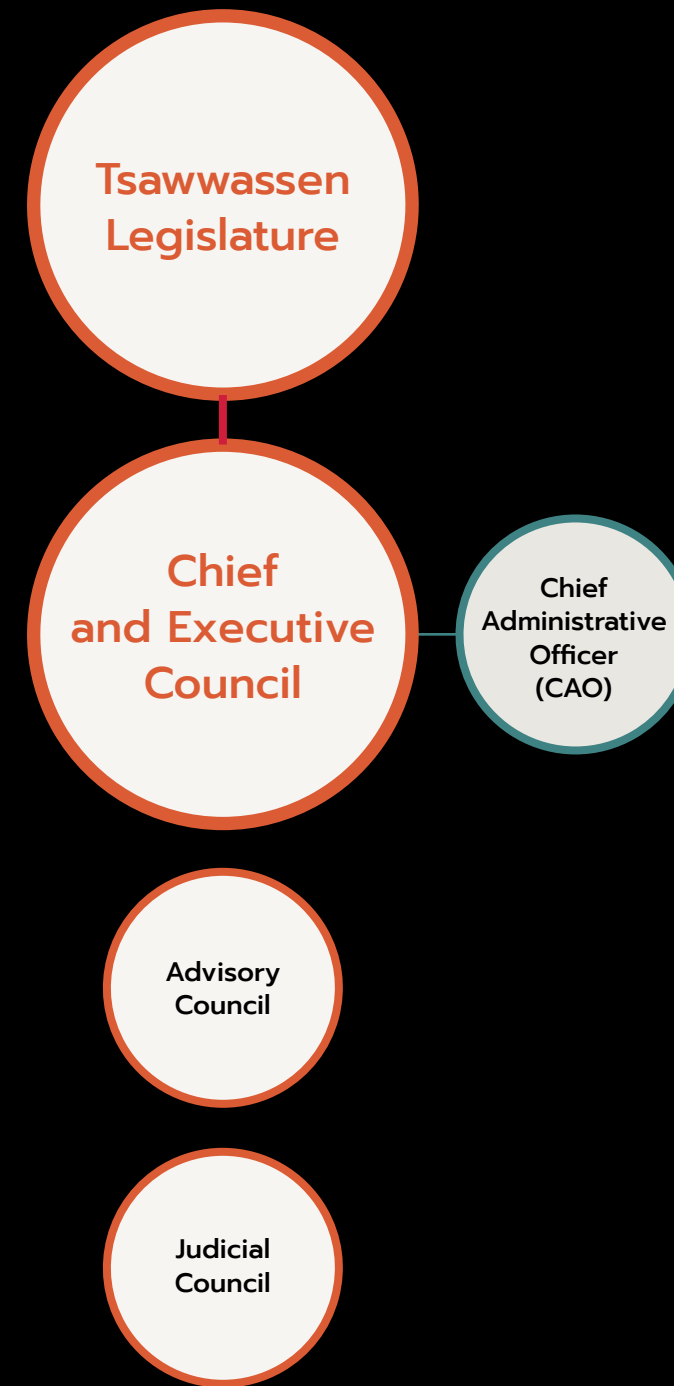 Tsawwassen
Legislature
Chief
and Executive
Council
Chief
Administrative
Officer
(CAO)
Advisory
Council
Judicial
Council